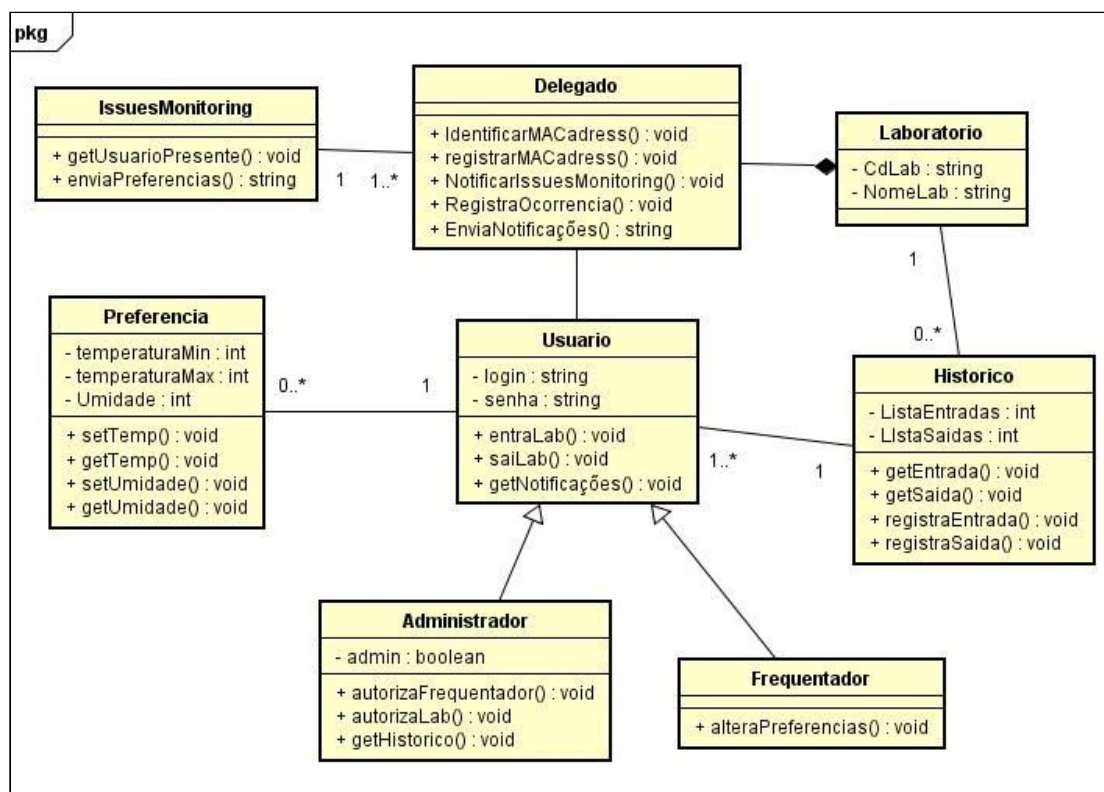 pkg
IssuesMonitoring
+ getUsuarioPresente() : void
+ enviaPreferencias() : string
1
1..*
Delegado
+ IdentificarMACadress() : void
+ registrarMACadress() : void
+ NotificarIssuesMonitoring() : void
+ RegistraOcorrencia() : void
+ EnviaNotificações() : string
Laboratorio
- CdLab : string
- NomeLab : string
1
0..*
Preferencia
- temperaturaMin : int
- temperaturaMax : int
- Umidade : int
+ setTemp() : void
+ getTemp() : void
+ setUmidade() : void
+ getUmidade() : void
0..*
1
Usuario
- login : string
- senha : string
+ entraLab() : void
+ saiLab() : void
+ getNotificações() : void
1..*
1
Historico
- ListaEntradas : int
- LIstaSaidas : int
+ getEntrada() : void
+ getSaida() : void
+ registraEntrada() : void
+ registraSaida() : void
Administrador
- admin : boolean
+ autorizaFrequentador() : void
+ autorizaLab() : void
+ getHistorico() : void
Frequentador
+ alteraPreferencias() : void